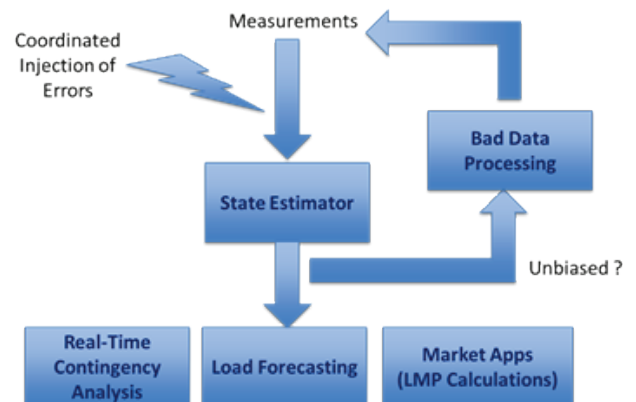 Measurements
Coordinated
Injection of
Errors
Bad Data
Processing
State Estimator
Unbiased ?
Real-Time
Contingency
Analysis
Load Forecasting
Market Apps
(LMP Calculations)